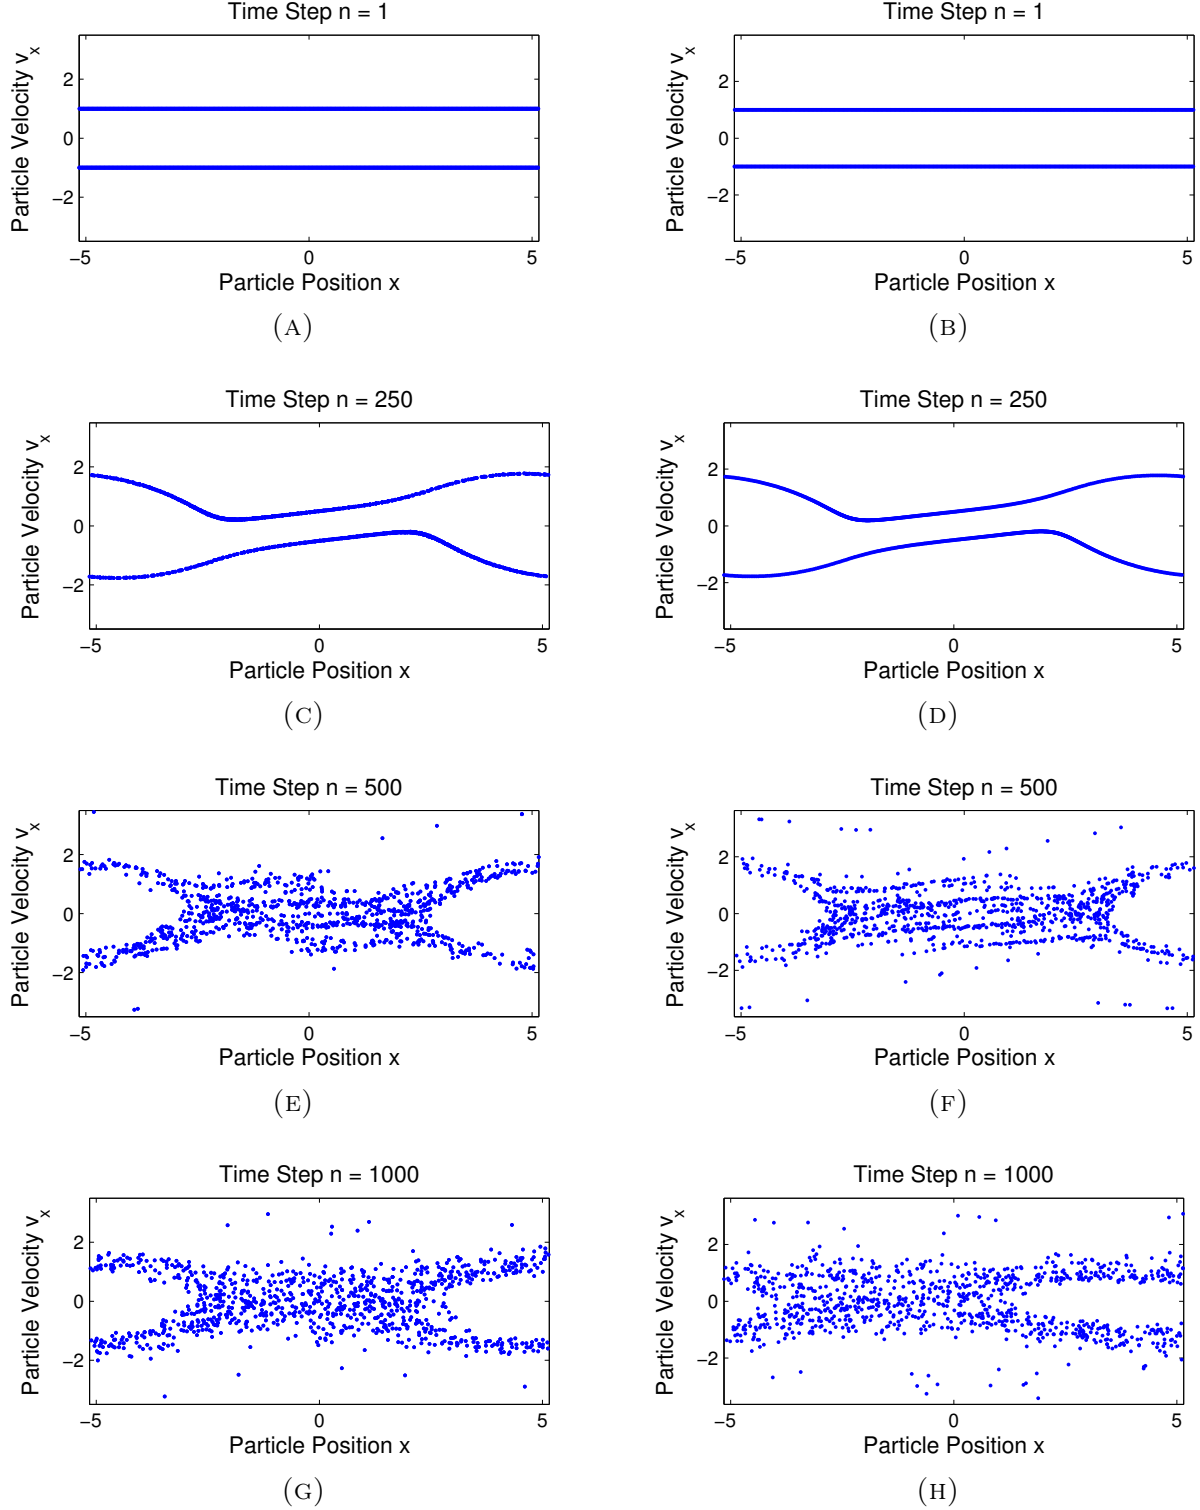 Time Step n = 1
Particle Velocity v_x
2
0
−2
−5
0
5
Particle Position x
(A)
Time Step n = 1
Particle Velocity v_x
2
0
−2
−5
0
5
Particle Position x
(B)
Time Step n = 250
Particle Velocity v_x
2
0
−2
−5
0
5
Particle Position x
(C)
Time Step n = 250
Particle Velocity v_x
2
0
−2
−5
0
5
Particle Position x
(D)
Time Step n = 500
Particle Velocity v_x
2
0
−2
−5
0
5
Particle Position x
(E)
Time Step n = 500
Particle Velocity v_x
2
0
−2
−5
0
5
Particle Position x
(F)
Time Step n = 1000
Particle Velocity v_x
2
0
−2
−5
0
5
Particle Position x
(G)
Time Step n = 1000
Particle Velocity v_x
2
0
−2
−5
0
5
Particle Position x
(H)